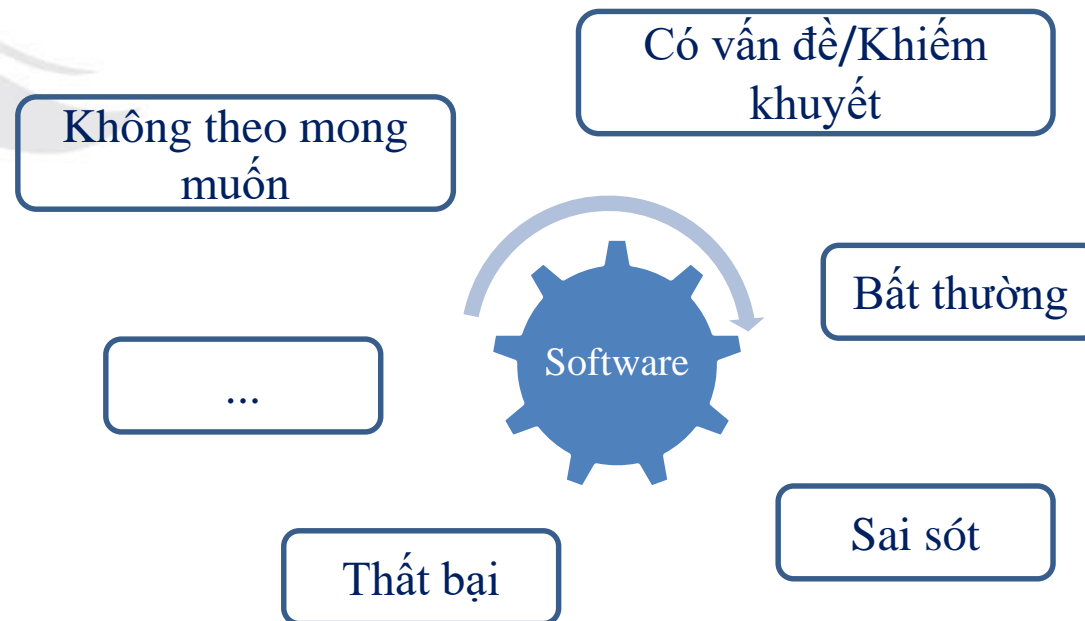 Có vấn đề/Khiếm
khuyết
Không theo mong
muốn
Bất thường
Software
...
Sai sót
Thất bại